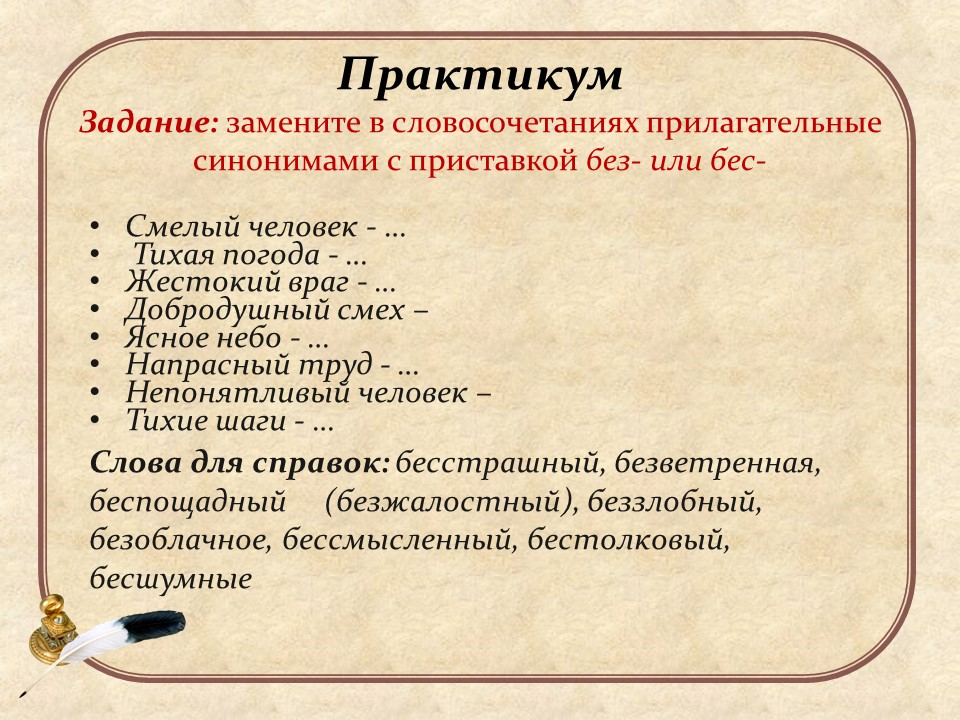 Практикум
Задание: замените в словосочетаниях прилагательные
синонимами с приставкой без- или бес-
• Смелый человек - ...
• Тихая погода - ...
• Жестокий враг - ...
• Добродушный смех –
• Ясное небо - ...
• Напрасный труд - ...
• Непонятливый человек –
• Тихие шаги - ...
Слова для справок: бесстрашный, безветренная,
беспощадный (безжалостный), беззлобный,
безоблачное, бессмысленный, бестолковый,
бесшумные